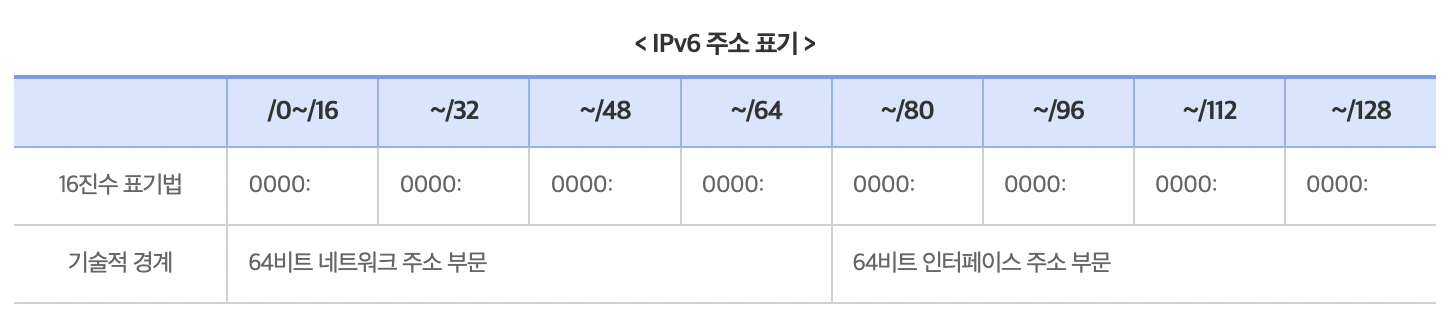 < IPv6 주소 표기 >
/0~/16 ~/32 ~/48 ~/64 ~/80 ~/96 ~/112 ~/128
16진수 표기법 0000: 0000: 0000: 0000: 0000: 0000: 0000: 0000:
기술적 경계 64비트 네트워크 주소 부문 64비트 인터페이스 주소 부문